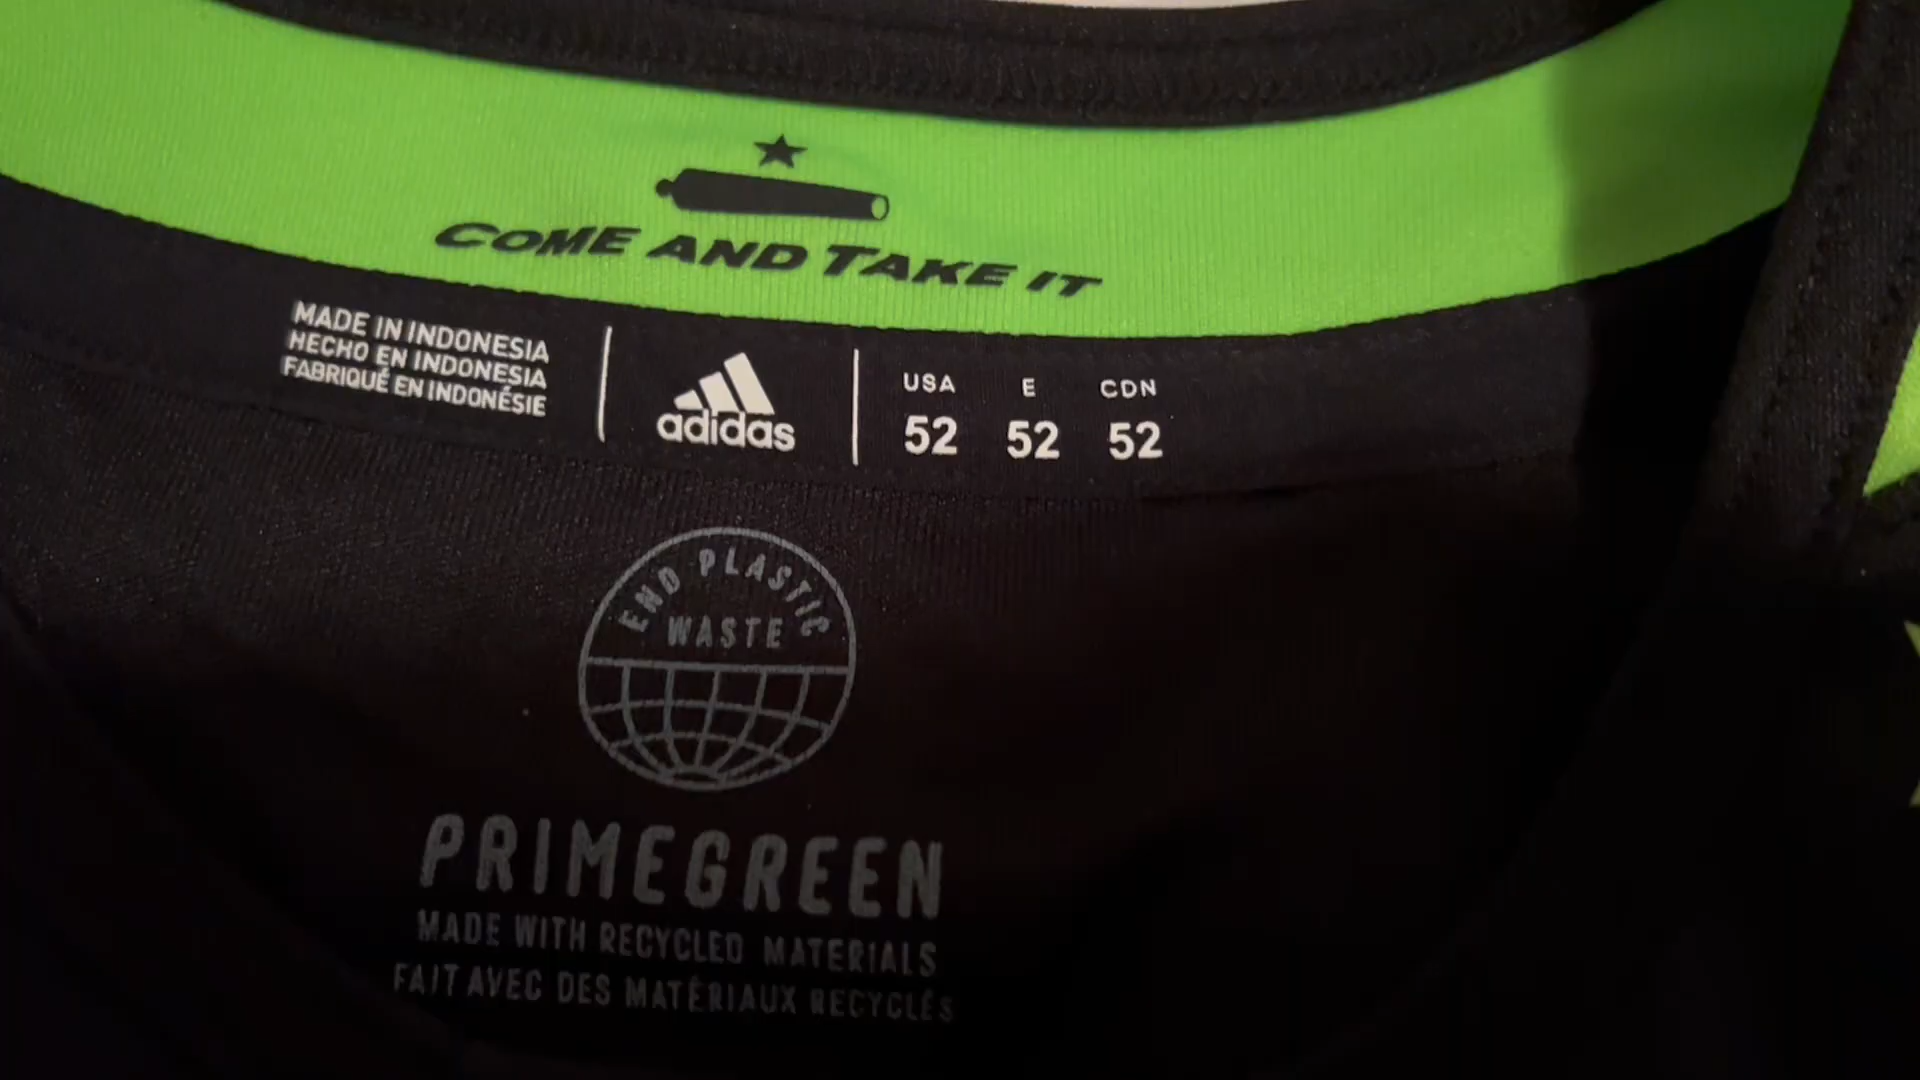 COME AND TAKE IT
MADE IN INDONESIA
HECHO EN INDONESIA
FABRIQUÉ EN INDONÉSIE
adidas
USA E CDN
52 52 52
END PLASTIC
WASTE
PRIMEGREEN
MADE WITH RECYCLED MATERIALS
FAIT AVEC DES MATÉRIAUX RECYCLÉS